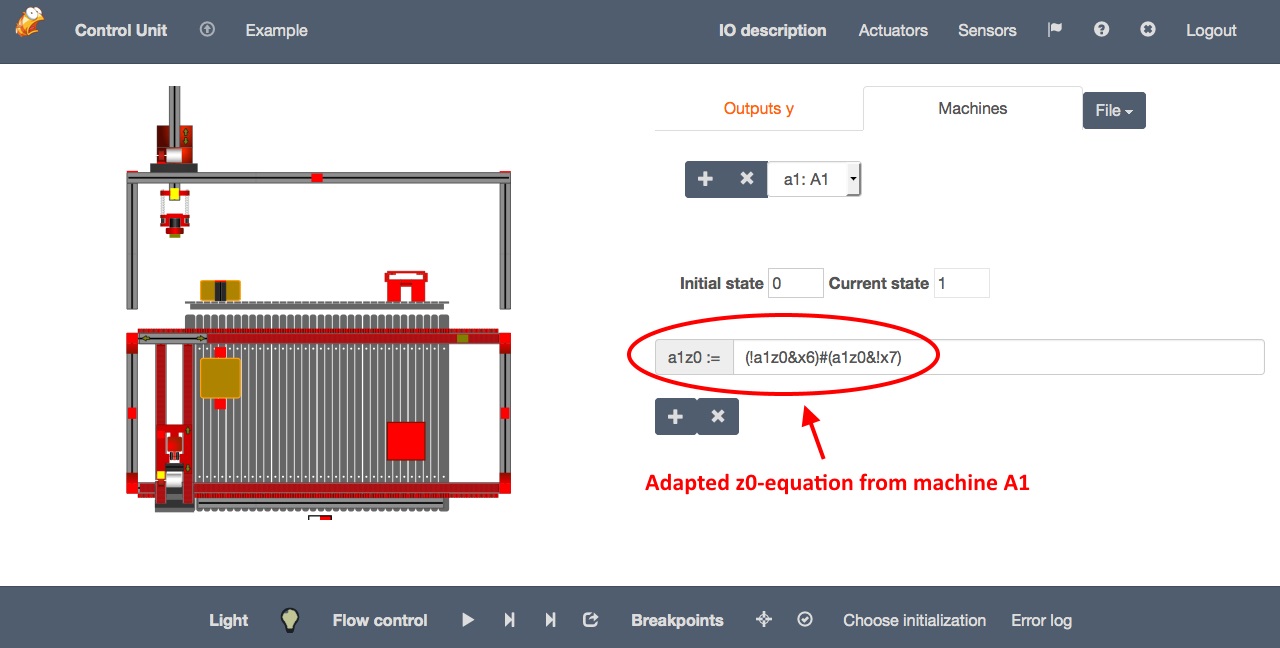 Control Unit Example IO description Actuators Sensors Logout
Outputs y Machines File
a1: A1
Initial state 0 Current state 1
a1z0 := (!a1z0&x6)#(a1z0&!x7)
Adapted z0-equation from machine A1
Light Flow control Breakpoints Choose initialization Error log